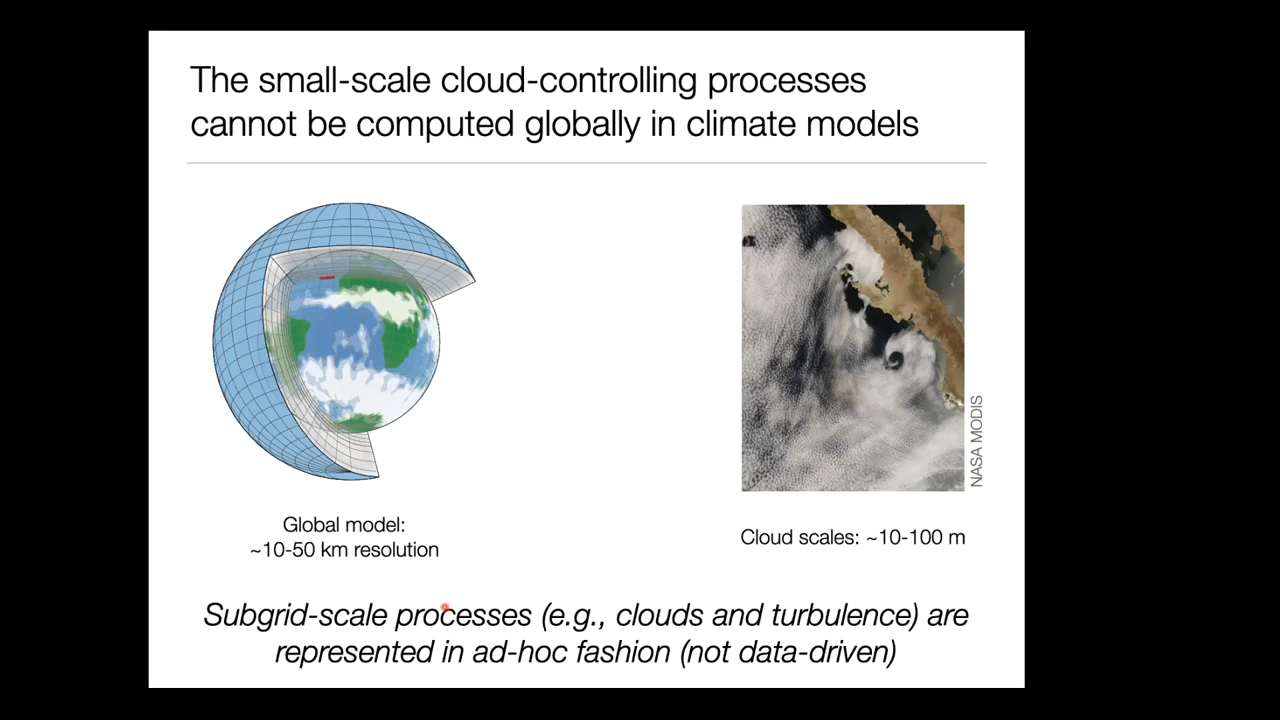 The small-scale cloud-controlling processes
cannot be computed globally in climate models
NASA MODIS
Global model:
~10-50 km resolution
Cloud scales: ~10-100 m
Subgrid-scale processes (e.g., clouds and turbulence) are
represented in ad-hoc fashion (not data-driven)